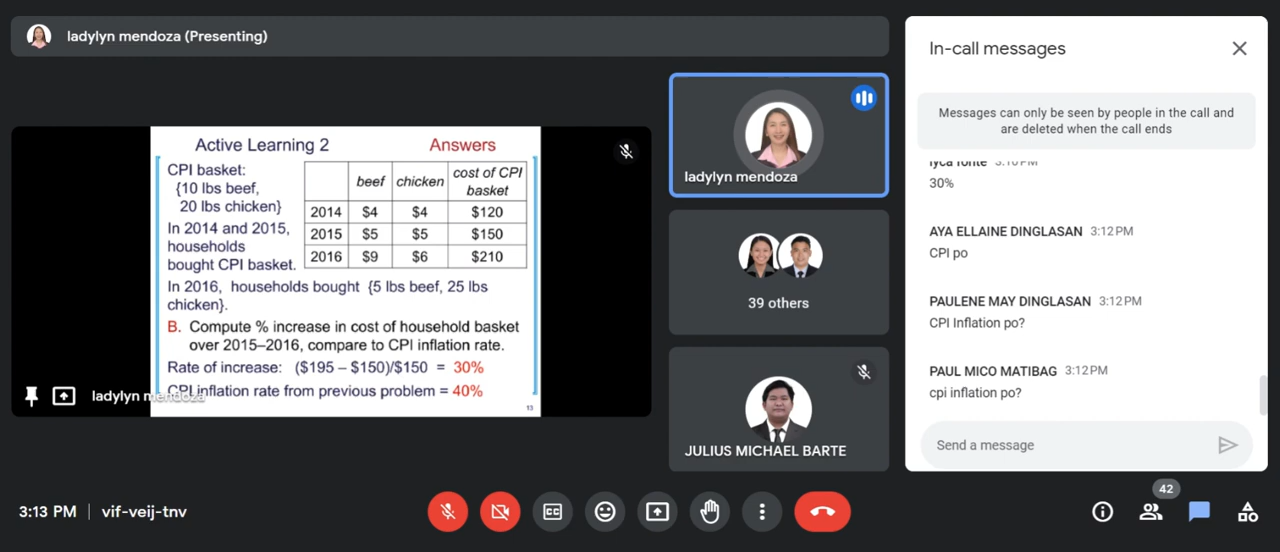 ladylyn mendoza (Presenting)
Active Learning 2 Answers
CPI basket:
{10 lbs beef,
20 lbs chicken}
In 2014 and 2015,
households
bought CPI basket.
beef chicken cost of CPI basket
2014 $4 $4 $120
2015 $5 $5 $150
2016 $9 $6 $210
In 2016, households bought {5 lbs beef, 25 lbs
chicken}.
B. Compute % increase in cost of household basket
over 2015–2016, compare to CPI inflation rate.
Rate of increase: ($195 – $150)/$150 = 30%
CPI inflation rate from previous problem = 40%
13
ladylyn mendoza
ladylyn mendoza
39 others
JULIUS MICHAEL BARTE
In-call messages
Messages can only be seen by people in the call and
are deleted when the call ends
lyca fonte 3:10 PM
30%
AYA ELLAINE DINGLASAN 3:12 PM
CPI po
PAULENE MAY DINGLASAN 3:12 PM
CPI Inflation po?
PAUL MICO MATIBAG 3:12 PM
cpi inflation po?
Send a message
3:13 PM | vif-veij-tnv
CC
42